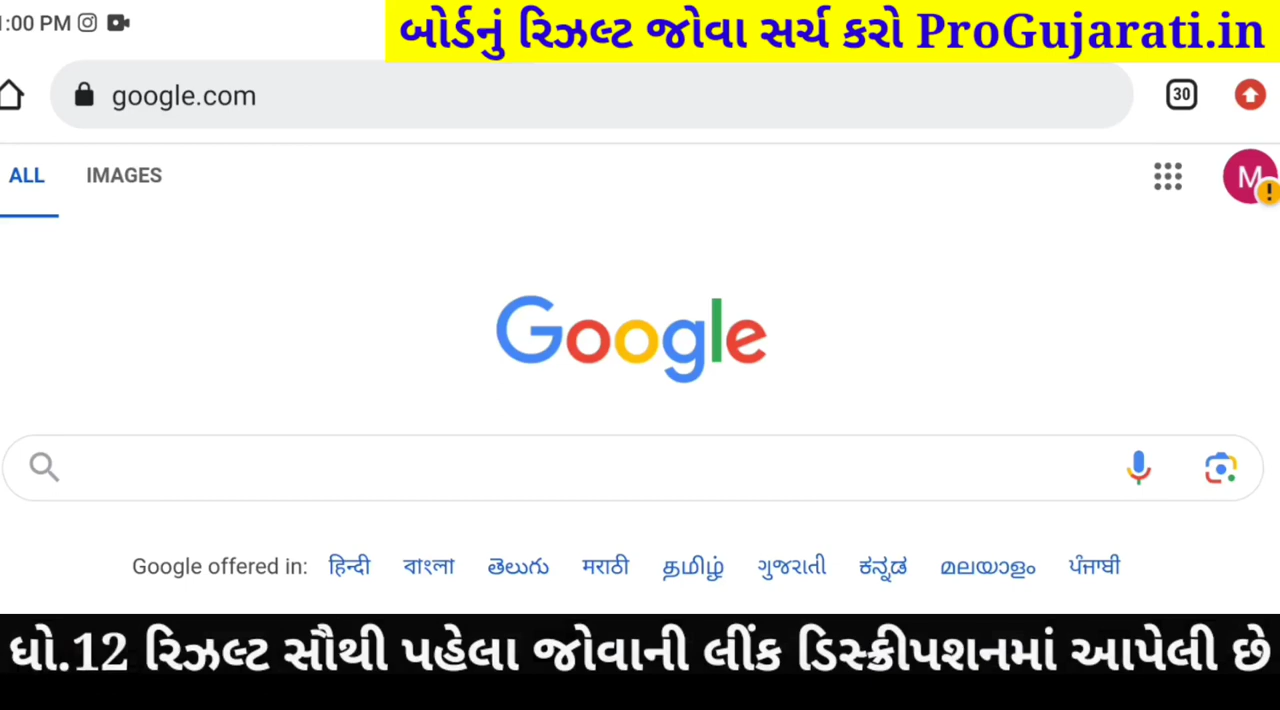 :00 PM
બોર્ડનું રિઝલ્ટ જોવા સર્ચ કરો ProGujarati.in
google.com
30
ALL IMAGES
M
Google
Google offered in: हिन्दी বাংলা తెలుగు मराठी தமிழ் ગુજરાતી ಕನ್ನಡ മലയാളം ਪੰਜਾਬੀ
ધો.12 રિઝલ્ટ સૌથી પહેલા જોવાની લીંક ડિસ્ક્રીપશનમાં આપેલી છે